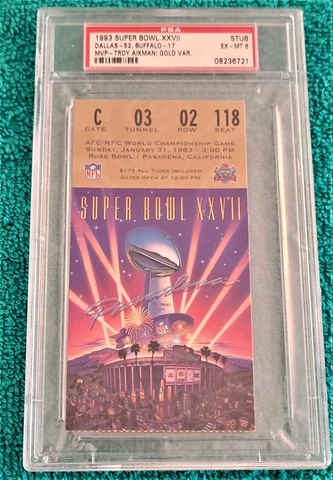 PSA
1993 SUPER BOWL XXVII STUB
DALLAS-52, BUFFALO-17 EX-MT 6
MVP-TROY AIKMAN; GOLD VAR. 08236721
C 03 02 118
GATE TUNNEL ROW SEAT
AFC-NFC World Championship Game
Sunday, January 31, 1993 - 3:00 PM
Rose Bowl - Pasadena, California
NFL
$175 All Taxes Included
Gates Open At 12:00 PM
SUPER BOWL XXVII
Pasadena